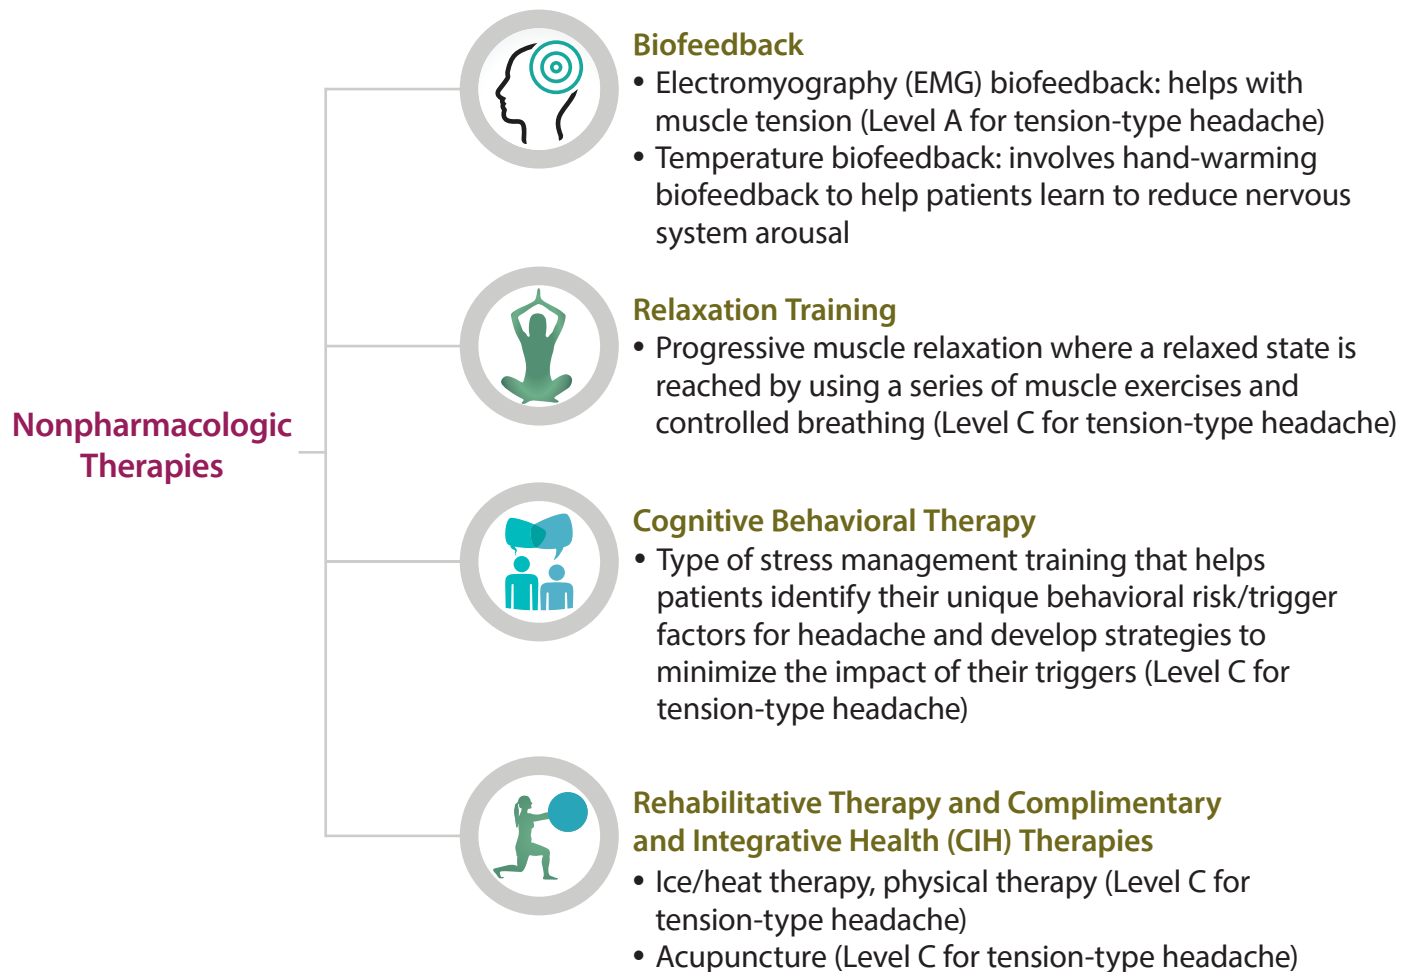 Nonpharmacologic
Therapies
Biofeedback
• Electromyography (EMG) biofeedback: helps with
muscle tension (Level A for tension-type headache)
• Temperature biofeedback: involves hand-warming
biofeedback to help patients learn to reduce nervous
system arousal
Relaxation Training
• Progressive muscle relaxation where a relaxed state is
reached by using a series of muscle exercises and
controlled breathing (Level C for tension-type headache)
Cognitive Behavioral Therapy
• Type of stress management training that helps
patients identify their unique behavioral risk/trigger
factors for headache and develop strategies to
minimize the impact of their triggers (Level C for
tension-type headache)
Rehabilitative Therapy and Complimentary
and Integrative Health (CIH) Therapies
• Ice/heat therapy, physical therapy (Level C for
tension-type headache)
• Acupuncture (Level C for tension-type headache)